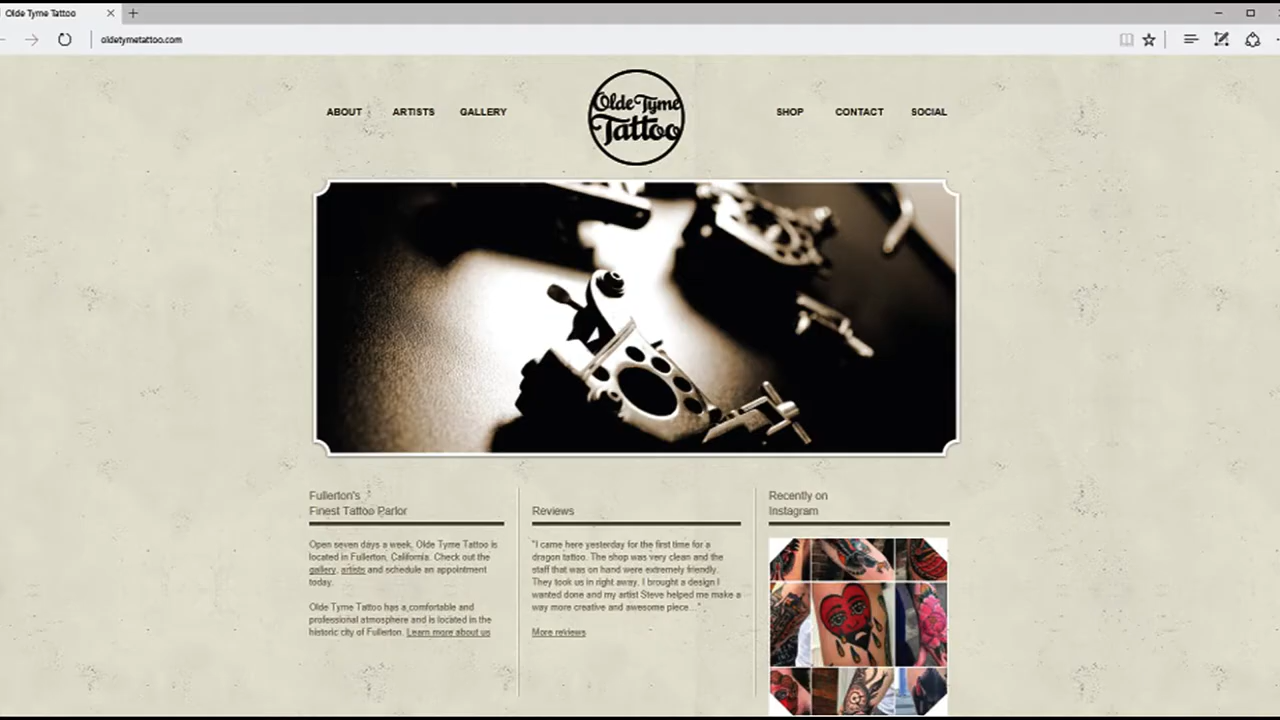 Olde Tyme Tattoo
oldetymetattoo.com
ABOUT ARTISTS GALLERY
Olde Tyme
Tattoo
SHOP CONTACT SOCIAL
Fullerton's
Finest Tattoo Parlor
Open seven days a week, Olde Tyme Tattoo is
located in Fullerton, California. Check out the
gallery, artists and schedule an appointment
today.
Olde Tyme Tattoo has a comfortable and
professional atmosphere and is located in the
historic city of Fullerton. Learn more about us
Reviews
"I came here yesterday for the first time for a
dragon tattoo. The shop was very clean and the
staff that was on hand were extremely friendly.
They took us in right away. I brought a design I
wanted done and my artist Steve helped me make a
way more creative and awesome piece..."
More reviews
Recently on
Instagram